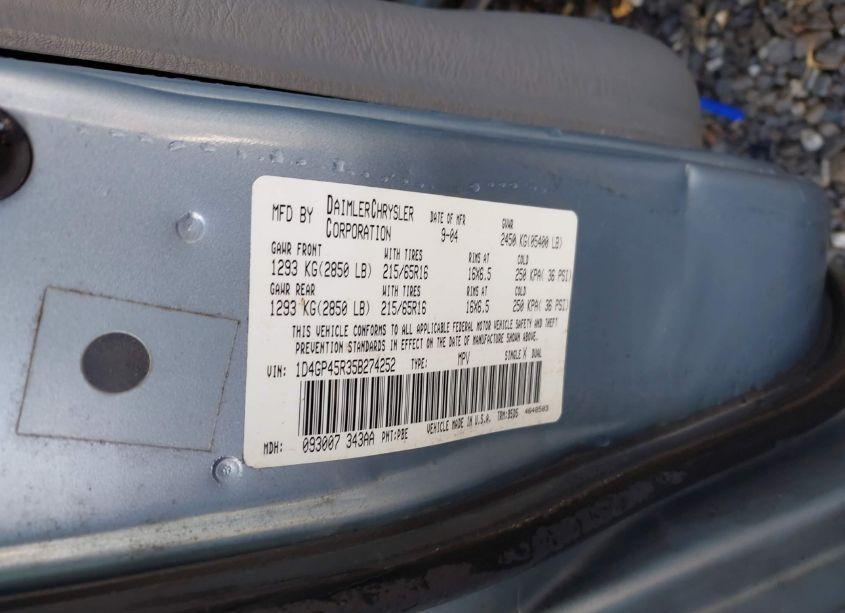 MFD BY DAIMLERCHRYSLER CORPORATION
DATE OF MFR 9-04
GVWR 2450 KG(05400 LB)
GAWR FRONT WITH TIRES RIMS AT COLD
1293 KG(2850 LB) 215/65R16 16X6.5 250 KPA( 36 PSI)
GAWR REAR WITH TIRES RIMS AT COLD
1293 KG(2850 LB) 215/65R16 16X6.5 250 KPA( 36 PSI)
THIS VEHICLE CONFORMS TO ALL APPLICABLE FEDERAL MOTOR VEHICLE SAFETY AND THEFT
PREVENTION STANDARDS IN EFFECT ON THE DATE OF MANUFACTURE SHOWN ABOVE.
VIN: 1D4GP45R35B274252 TYPE: MPV SINGLE X DUAL
MDH: 093007 343AA PNT:PBE VEHICLE MADE IN U.S.A. TRM:BSD5 4648503